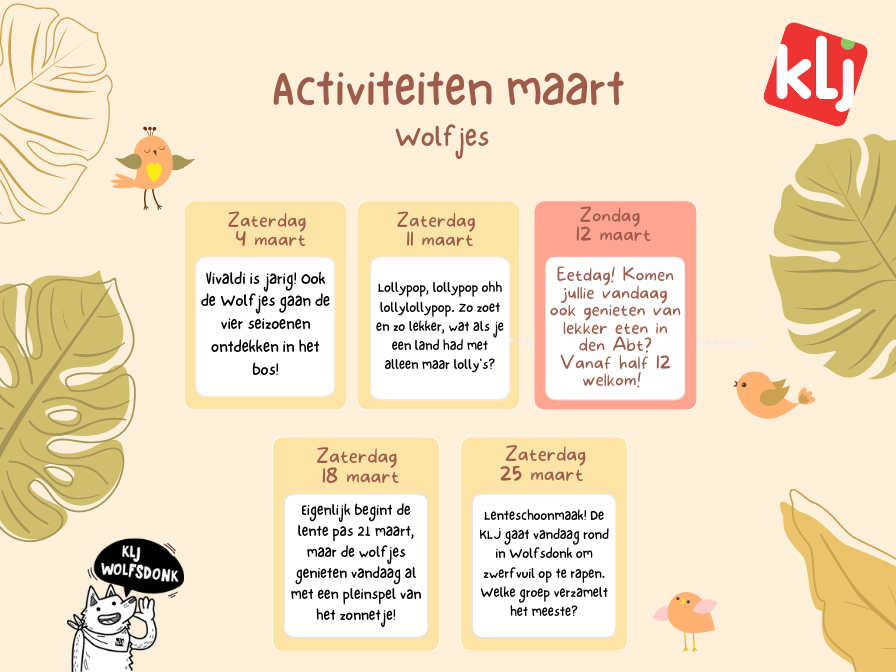 klj
Activiteiten maart
Wolfjes
Zaterdag
4 maart
Vivaldi is jarig! Ook
de Wolfjes gaan de
vier seizoenen
ontdekken in het
bos!
Zaterdag
11 maart
Lollypop, lollypop ohh
lollylollypop. Zo zoet
en zo lekker, wat als je
een land had met
alleen maar lolly's?
Zondag
12 maart
Eetdag! Komen
jullie vandaag
ook genieten van
lekker eten in
den Abt?
Vanaf half 12
welkom!
Zaterdag
18 maart
Eigenlijk begint de
lente pas 21 maart,
maar de wolfjes
genieten vandaag al
met een pleinspel van
het zonnetje!
Zaterdag
25 maart
Lenteschoonmaak! De
KLJ gaat vandaag rond
in Wolfsdonk om
zwerfvuil op te rapen.
Welke groep verzamelt
het meeste?
KLJ
WOLFSDONK